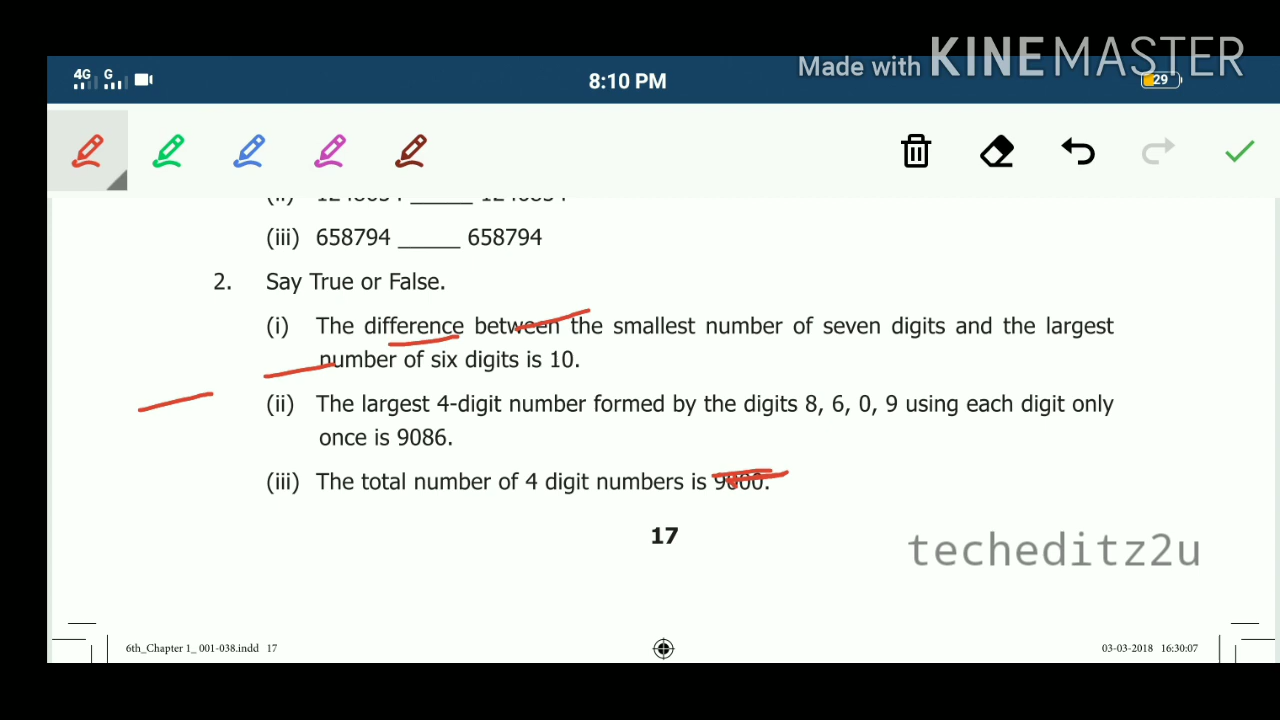 Made with KINEMASTER
4G G 8:10 PM 29
(iii) 658794 _____ 658794
2. Say True or False.
(i) The difference between the smallest number of seven digits and the largest
number of six digits is 10.
(ii) The largest 4-digit number formed by the digits 8, 6, 0, 9 using each digit only
once is 9086.
(iii) The total number of 4 digit numbers is 9000.
17
techeditz2u
6th_Chapter 1_ 001-038.indd 17 03-03-2018 16:30:07